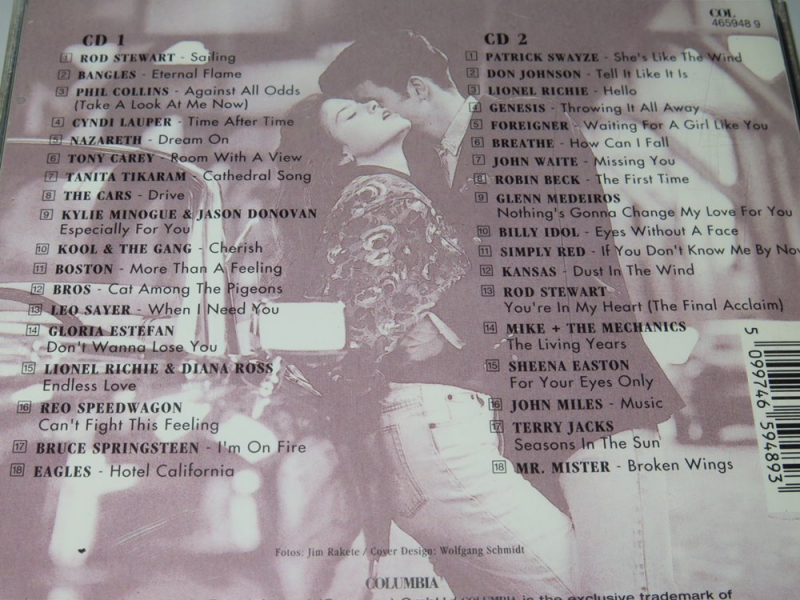 COL
465948 9
CD 1
1 ROD STEWART - Sailing
2 BANGLES - Eternal Flame
3 PHIL COLLINS - Against All Odds
(Take A Look At Me Now)
4 CYNDI LAUPER - Time After Time
5 NAZARETH - Dream On
6 TONY CAREY - Room With A View
7 TANITA TIKARAM - Cathedral Song
8 THE CARS - Drive
9 KYLIE MINOGUE & JASON DONOVAN
Especially For You
10 KOOL & THE GANG - Cherish
11 BOSTON - More Than A Feeling
12 BROS - Cat Among The Pigeons
13 LEO SAYER - When I Need You
14 GLORIA ESTEFAN
Don't Wanna Lose You
15 LIONEL RICHIE & DIANA ROSS
Endless Love
16 REO SPEEDWAGON
Can't Fight This Feeling
17 BRUCE SPRINGSTEEN - I'm On Fire
18 EAGLES - Hotel California
CD 2
1 PATRICK SWAYZE - She's Like The Wind
2 DON JOHNSON - Tell It Like It Is
3 LIONEL RICHIE - Hello
4 GENESIS - Throwing It All Away
5 FOREIGNER - Waiting For A Girl Like You
6 BREATHE - How Can I Fall
7 JOHN WAITE - Missing You
8 ROBIN BECK - The First Time
9 GLENN MEDEIROS
Nothing's Gonna Change My Love For You
10 BILLY IDOL - Eyes Without A Face
11 SIMPLY RED - If You Don't Know Me By Now
12 KANSAS - Dust In The Wind
13 ROD STEWART
You're In My Heart (The Final Acclaim)
14 MIKE + THE MECHANICS
The Living Years
15 SHEENA EASTON
For Your Eyes Only
16 JOHN MILES - Music
17 TERRY JACKS
Seasons In The Sun
18 MR. MISTER - Broken Wings
5 099746 594893
Fotos: Jim Rakete / Cover Design: Wolfgang Schmidt
COLUMBIA
COLUMBIA is the exclusive trademark of